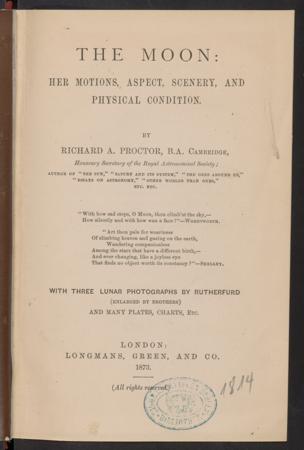 THE MOON:
HER MOTIONS, ASPECT, SCENERY, AND
PHYSICAL CONDITION.
BY
RICHARD A. PROCTOR, B.A. CAMBRIDGE,
Honorary Secretary of the Royal Astronomical Society;
AUTHOR OF "THE SUN," "SATURN AND ITS SYSTEM," "THE ORBS AROUND US,"
"ESSAYS ON ASTRONOMY," "OTHER WORLDS THAN OURS,"
ETC. ETC.
"With how sad steps, O Moon, thou climb'st the sky,—
How silently and with how wan a face!"—WORDSWORTH.
"Art thou pale for weariness
Of climbing heaven and gazing on the earth,
Wandering companionless
Among the stars that have a different birth,—
And ever changing, like a joyless eye
That finds no object worth its constancy?"—SHELLEY.
WITH THREE LUNAR PHOTOGRAPHS BY RUTHERFURD
(ENLARGED BY BROTHERS)
AND MANY PLATES, CHARTS, ETC.
LONDON:
LONGMANS, GREEN, AND CO.
1873.
(All rights reserved.)
1814